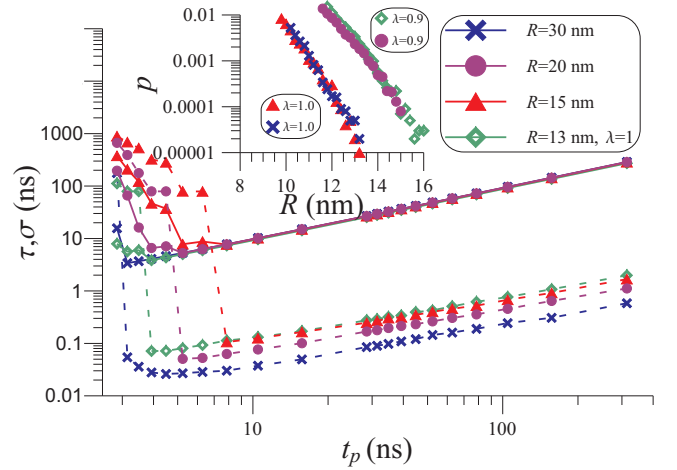 0.01
0.001
0.0001
0.00001
p
8
10
12
14
16
R (nm)
λ=0.9
λ=0.9
λ=1.0
λ=1.0
R=30 nm
R=20 nm
R=15 nm
R=13 nm, λ=1
1000
100
10
1
0.1
0.01
τ,σ (ns)
10
100
t_p (ns)